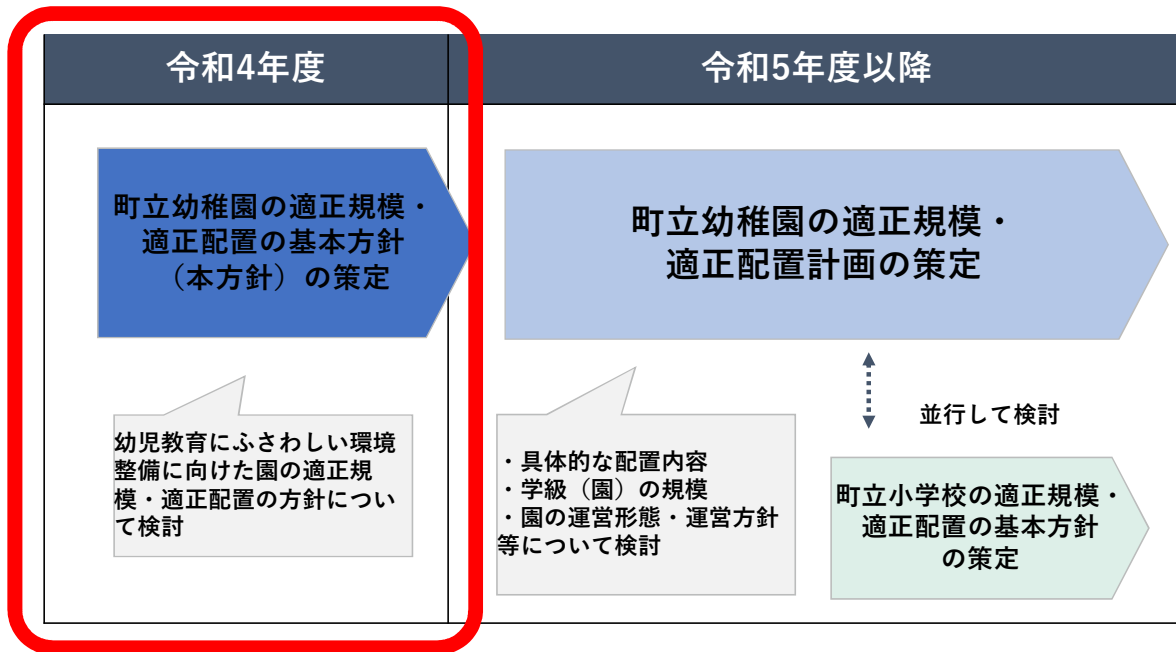 令和4年度
令和5年度以降
町立幼稚園の適正規模・
適正配置の基本方針
（本方針）の策定
町立幼稚園の適正規模・
適正配置計画の策定
幼児教育にふさわしい環境
整備に向けた園の適正規
模・適正配置の方針につい
て検討
・具体的な配置内容
・学級（園）の規模
・園の運営形態・運営方針
等について検討
並行して検討
町立小学校の適正規模・
適正配置の基本方針
の策定